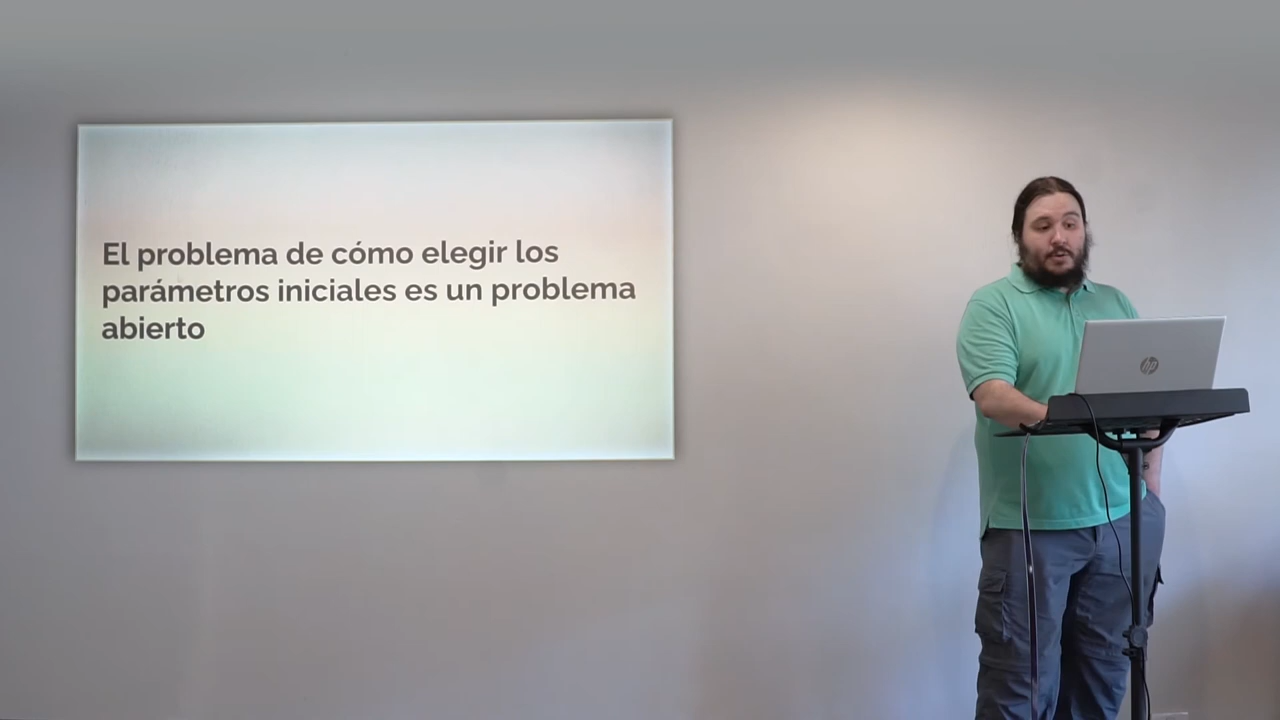 El problema de cómo elegir los
parámetros iniciales es un problema
abierto
hp